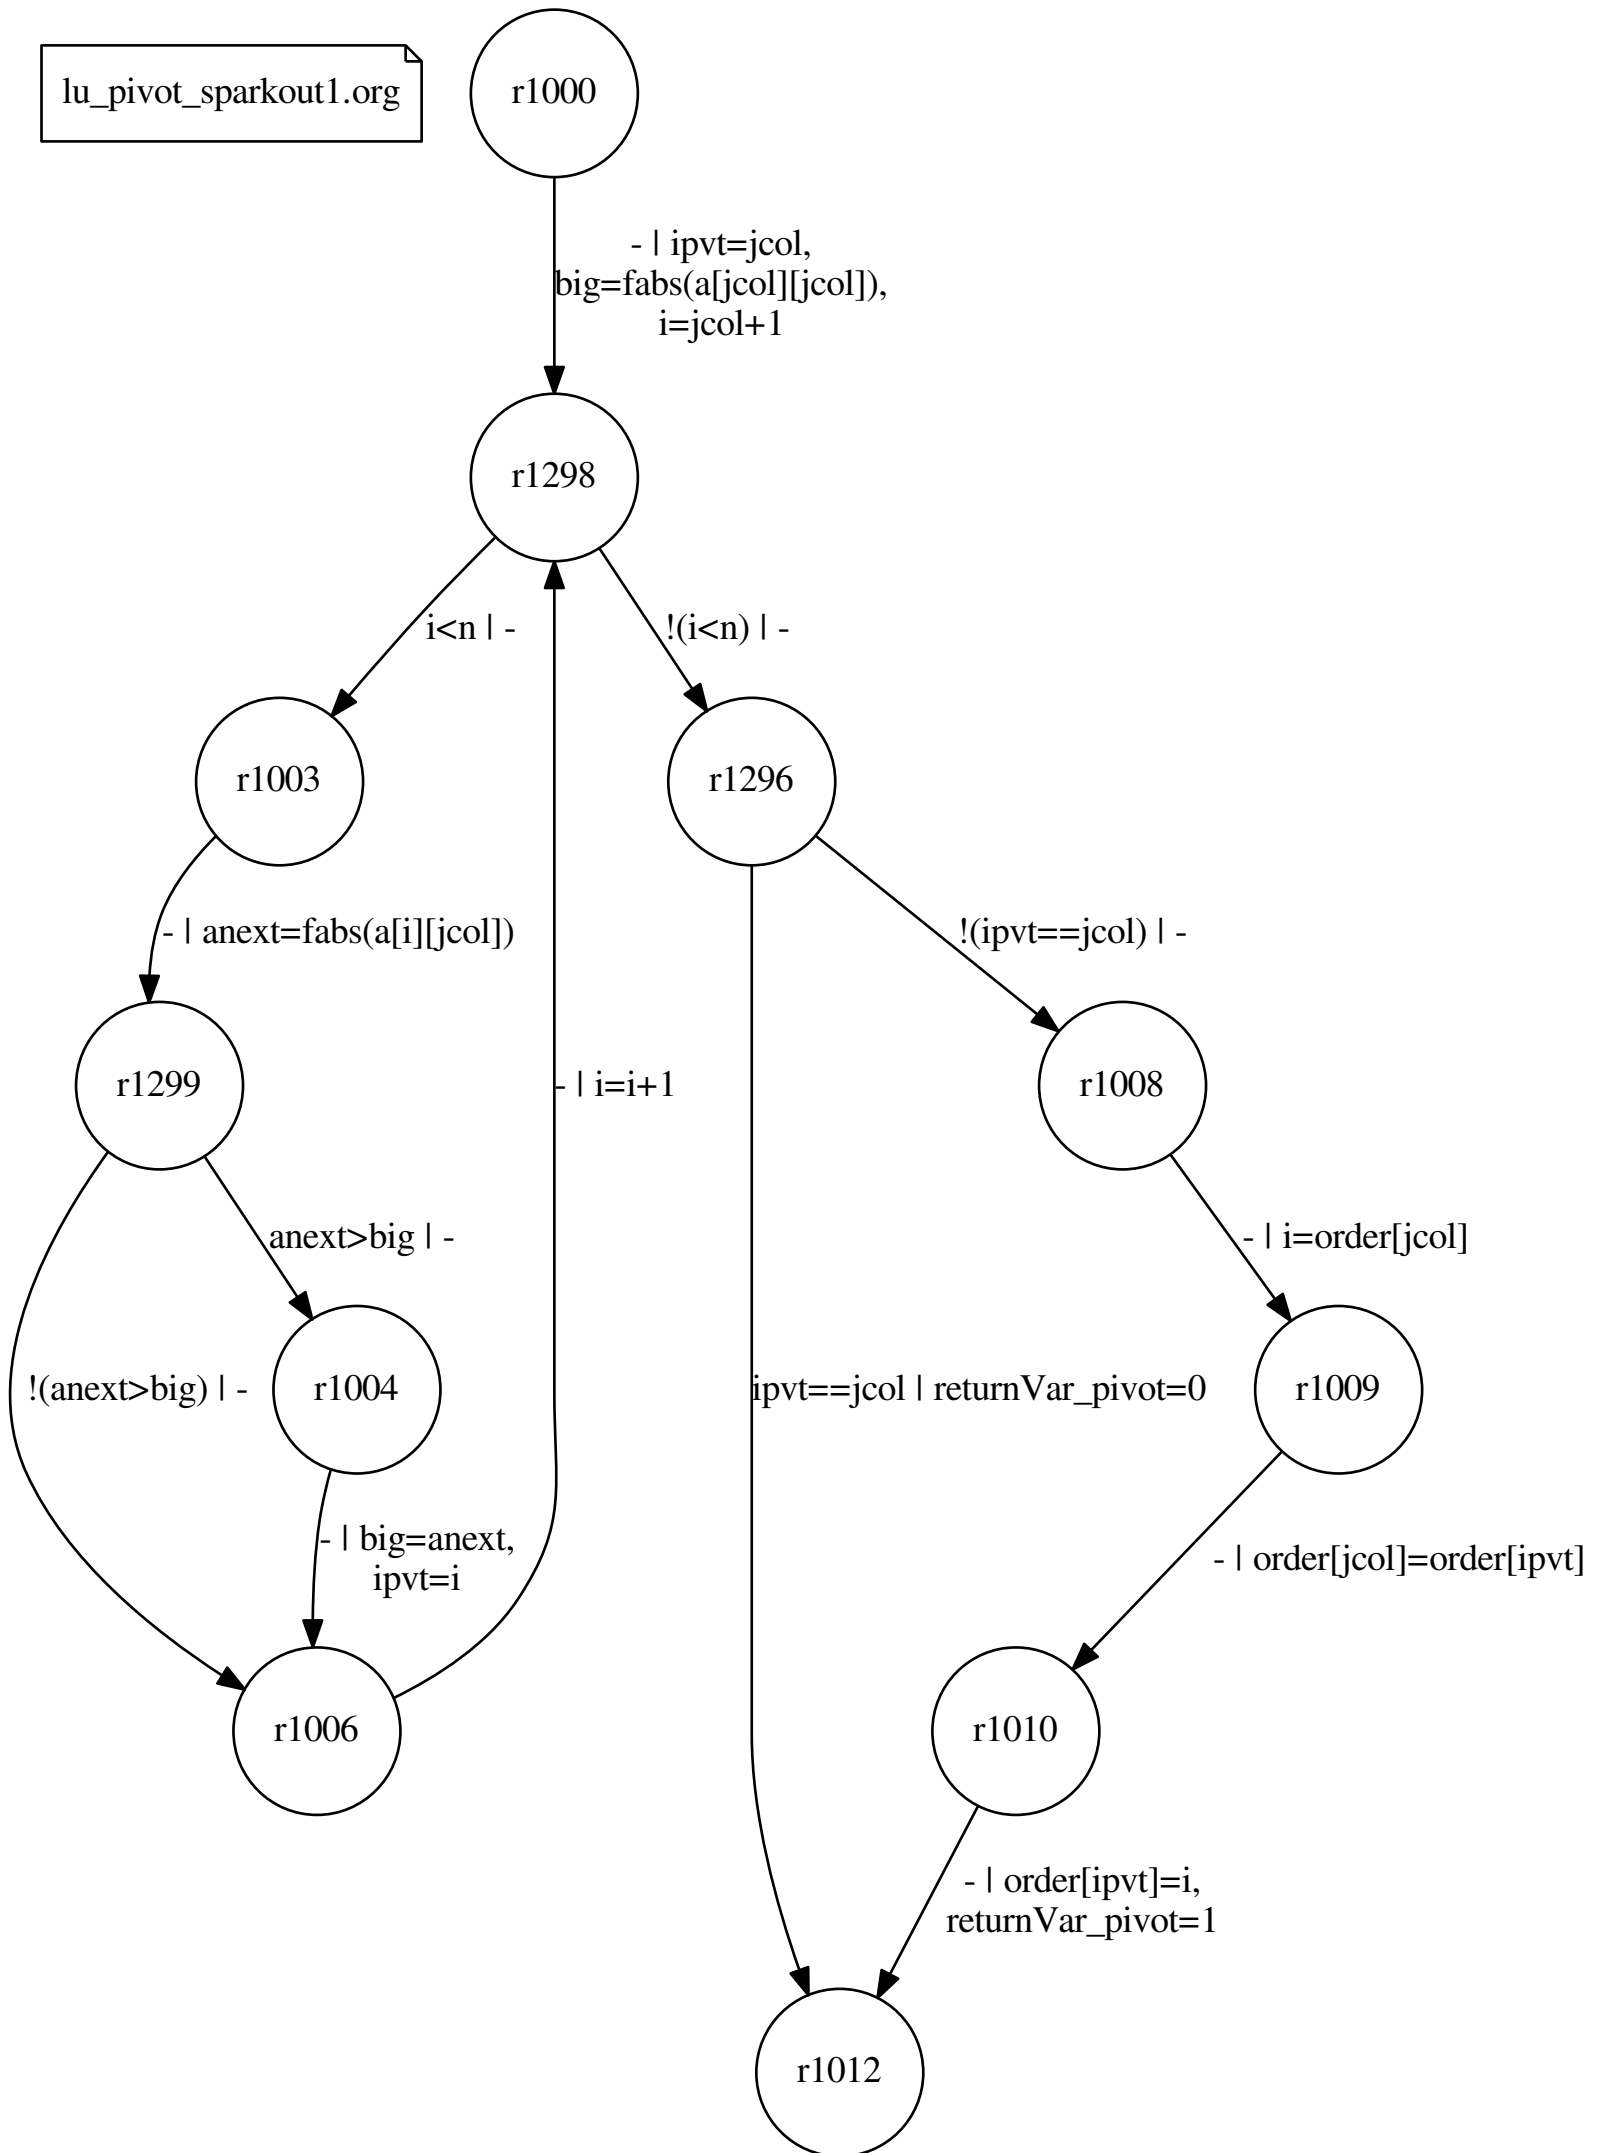 lu_pivot_sparkout1.org
r1000
- | ipvt=jcol,
big=fabs(a[jcol][jcol]),
i=jcol+1
r1298
i<n | -
!(i<n) | -
r1003
r1296
- | anext=fabs(a[i][jcol])
!(ipvt==jcol) | -
r1299
- | i=i+1
r1008
anext>big | -
- | i=order[jcol]
!(anext>big) | -
r1004
ipvt==jcol | returnVar_pivot=0
r1009
- | big=anext,
ipvt=i
- | order[jcol]=order[ipvt]
r1006
r1010
- | order[ipvt]=i,
returnVar_pivot=1
r1012